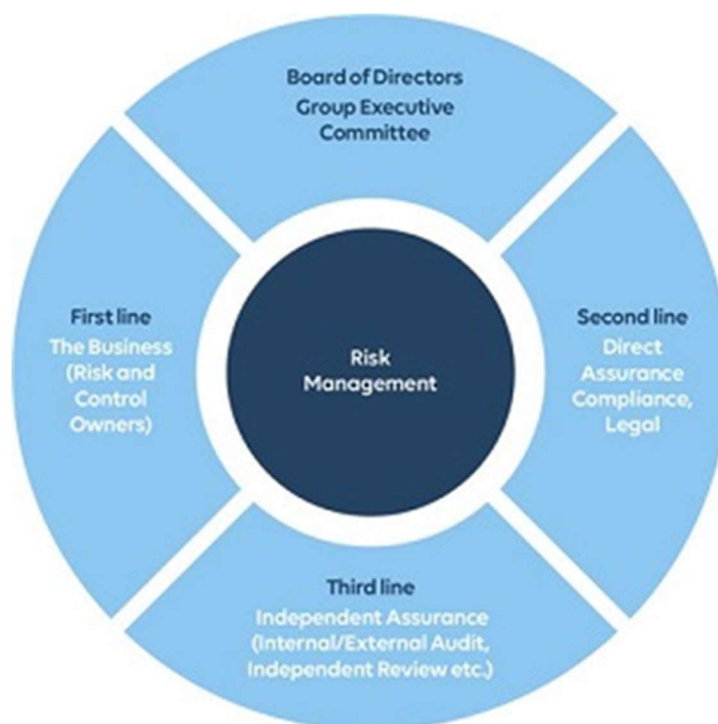 Board of Directors
Group Executive
Committee
First line
The Business
(Risk and
Control
Owners)
Risk
Management
Second line
Direct
Assurance
Compliance,
Legal
Third line
Independent Assurance
(Internal/External Audit,
Independent Review etc.)